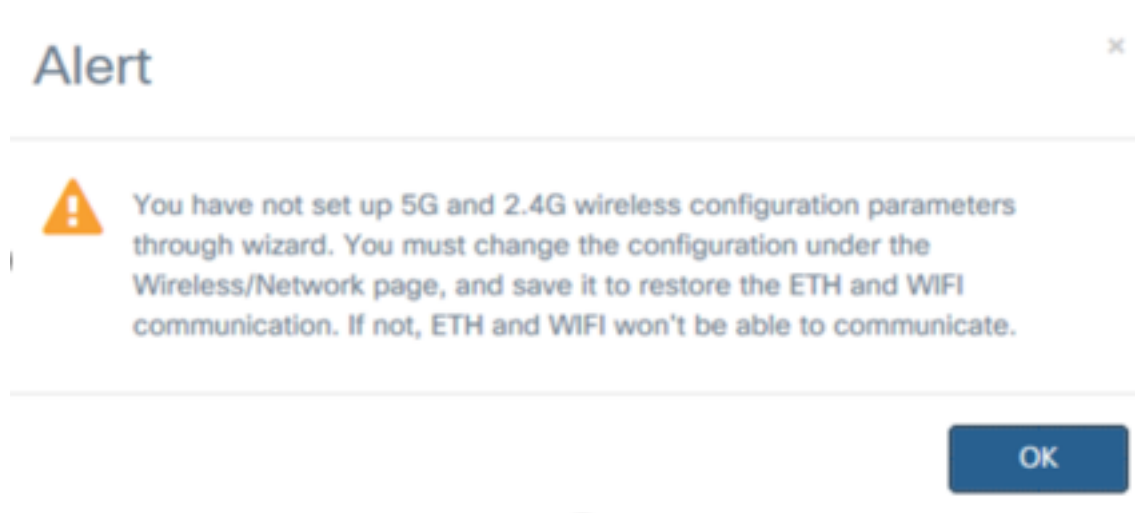 Alert
You have not set up 5G and 2.4G wireless configuration parameters
through wizard. You must change the configuration under the
Wireless/Network page, and save it to restore the ETH and WIFI
communication. If not, ETH and WIFI won't be able to communicate.
OK